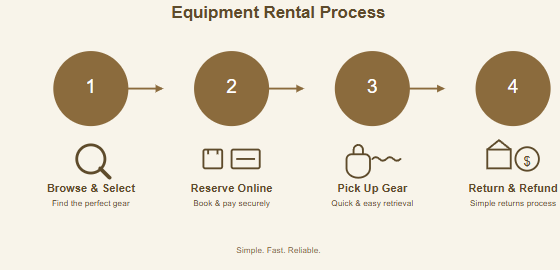 Equipment Rental Process
1
2
3
4
$
Browse & Select
Reserve Online
Pick Up Gear
Return & Refund
Find the perfect gear
Book & pay securely
Quick & easy retrieval
Simple returns process
Simple. Fast. Reliable.